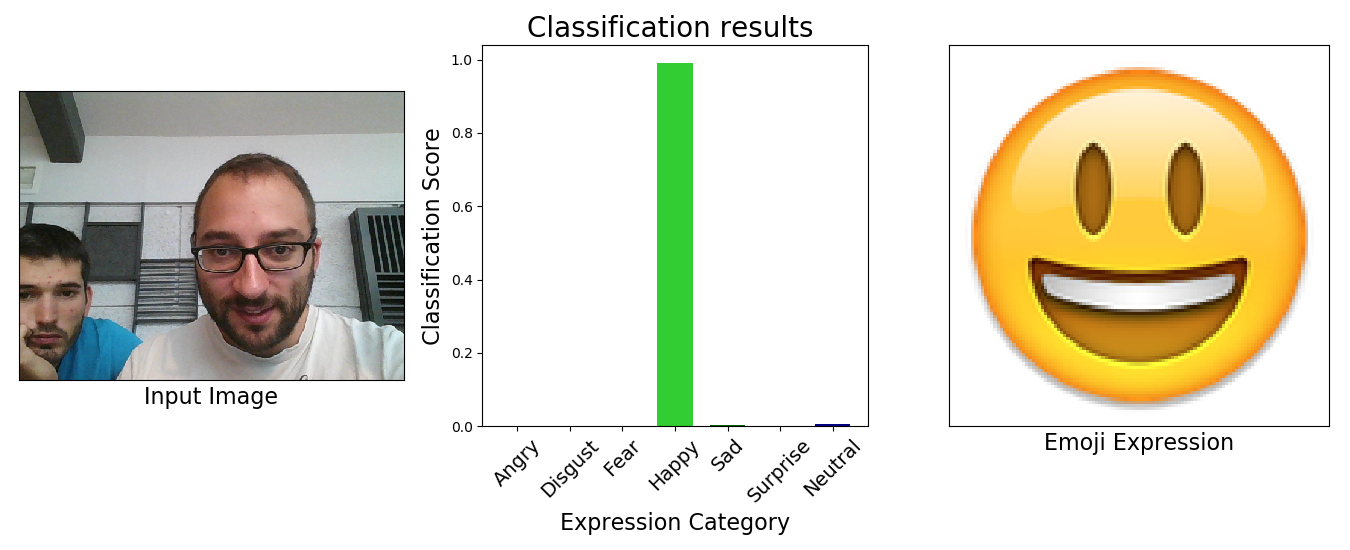 Classification results
Input Image
Classification Score
1.0
0.8
0.6
0.4
0.2
0.0
Angry
Disgust
Fear
Happy
Sad
Surprise
Neutral
Expression Category
Emoji Expression